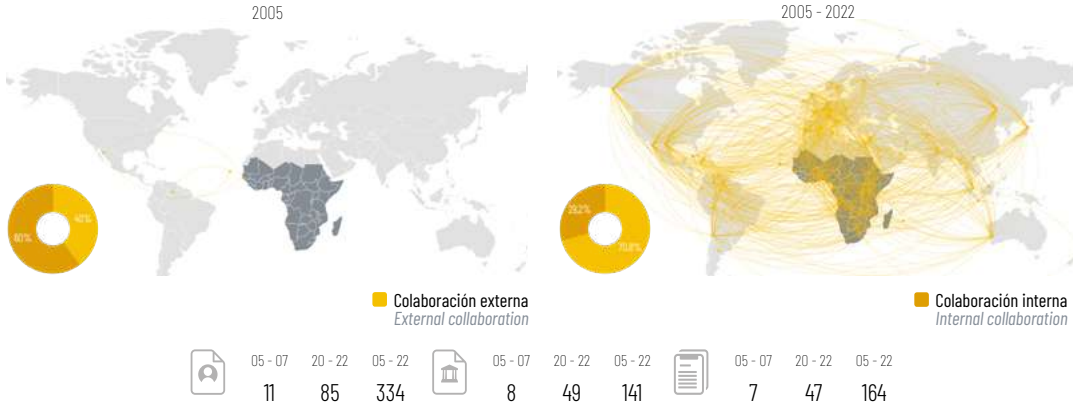 2005
2005 - 2022
40%
60%
29,2%
70,8%
Colaboración externa
External collaboration
Colaboración interna
Internal collaboration
05 - 07 20 - 22 05 - 22 05 - 07 20 - 22 05 - 22 05 - 07 20 - 22 05 - 22
11 85 334 8 49 141 7 47 164